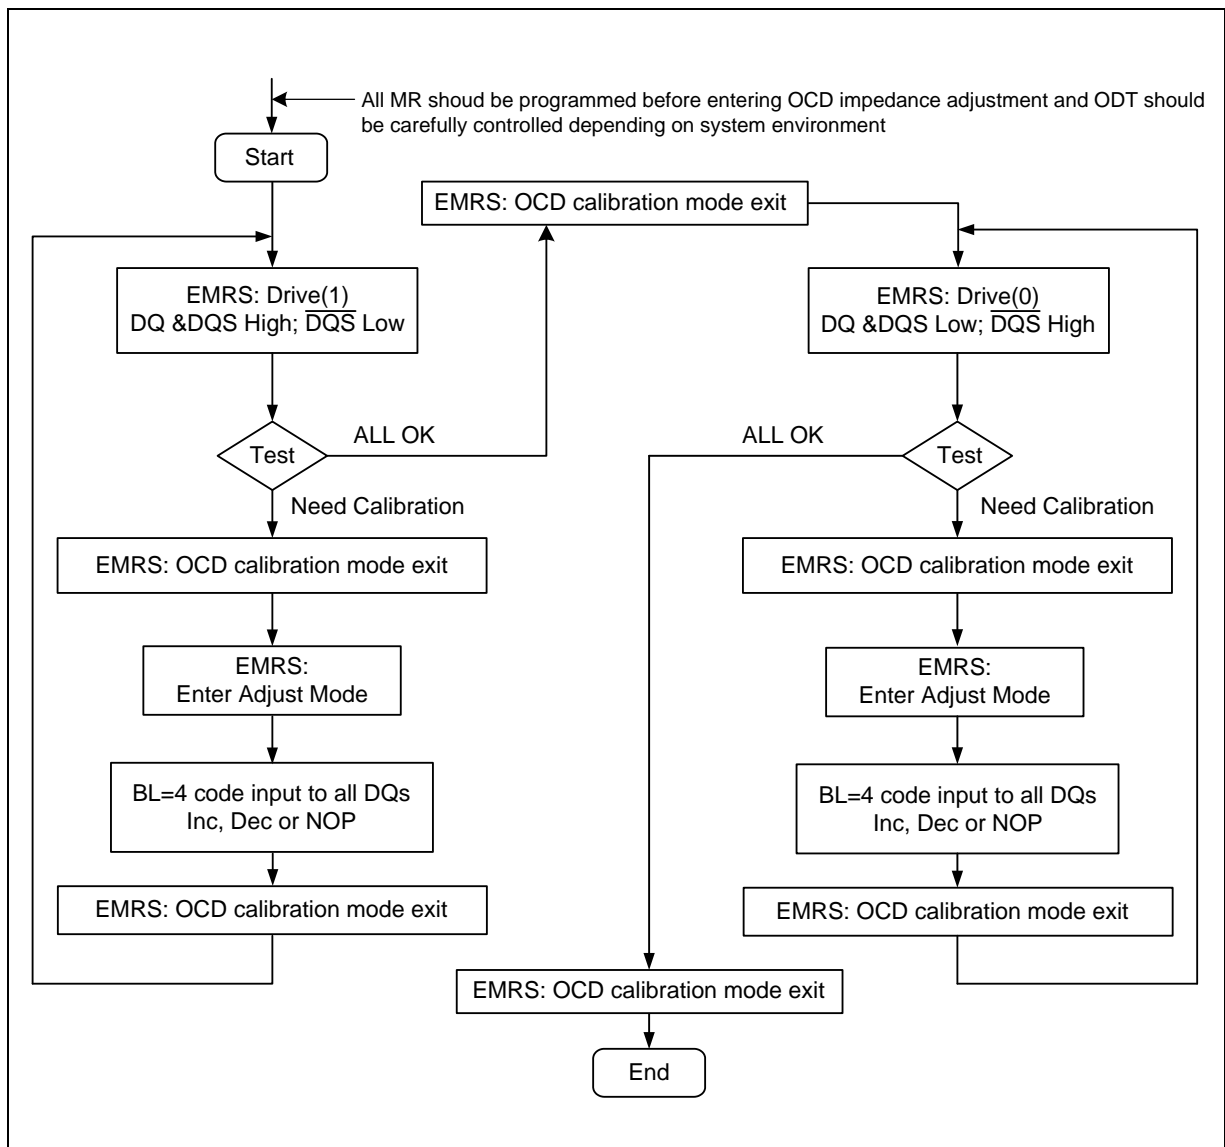 All MR shoud be programmed before entering OCD impedance adjustment and ODT should
be carefully controlled depending on system environment
Start
EMRS: OCD calibration mode exit
EMRS: Drive(1)
DQ &DQS High; D̅Q̅S̅ Low
Test
ALL OK
Need Calibration
EMRS: OCD calibration mode exit
EMRS:
Enter Adjust Mode
BL=4 code input to all DQs
Inc, Dec or NOP
EMRS: OCD calibration mode exit
EMRS: Drive(0)
DQ &DQS Low; D̅Q̅S̅ High
ALL OK
Test
Need Calibration
EMRS: OCD calibration mode exit
EMRS:
Enter Adjust Mode
BL=4 code input to all DQs
Inc, Dec or NOP
EMRS: OCD calibration mode exit
EMRS: OCD calibration mode exit
End